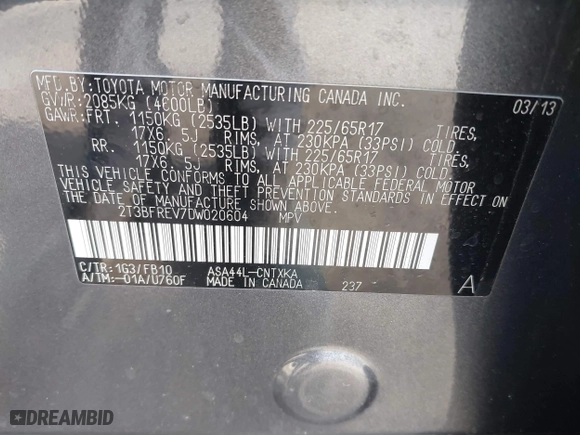 MFD.BY:TOYOTA MOTOR MANUFACTURING CANADA INC.
GVWR:2085KG (4600LB) 03/13
GAWR:FRT. 1150KG (2535LB) WITH 225/65R17 TIRES,
17X6.5J RIMS, AT 230KPA (33PSI) COLD.
RR. 1150KG (2535LB) WITH 225/65R17 TIRES,
17X6.5J RIMS, AT 230KPA (33PSI) COLD.
THIS VEHICLE CONFORMS TO ALL APPLICABLE FEDERAL MOTOR
VEHICLE SAFETY AND THEFT PREVENTION STANDARDS IN EFFECT ON
THE DATE OF MANUFACTURE SHOWN ABOVE.
2T3BFREV7DW020604 MPV
C/TR:1G3/FB10 ASA44L-CNTXKA
A/TM:-01A/U760F MADE IN CANADA 237 A
DREAMBID